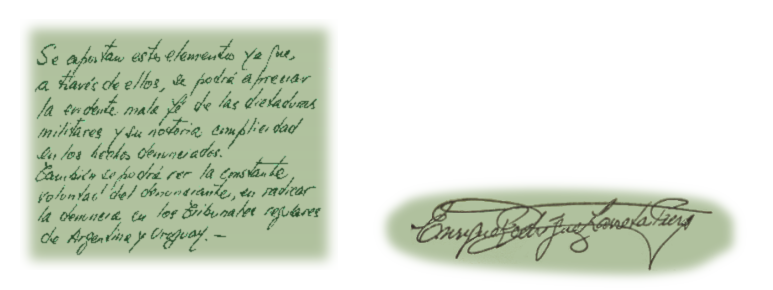 Se aportan estos elementos ya que,
a través de ellos, se podrá apreciar
la evidente mala fé de las dictaduras
militares y su notoria complicidad
en los hechos denunciados.
También se podrá ver la constante
voluntad del denunciante, en radicar
la denuncia en los tribunales regulares
de Argentina y Uruguay.—
Enrique Rodríguez Larreta Piera